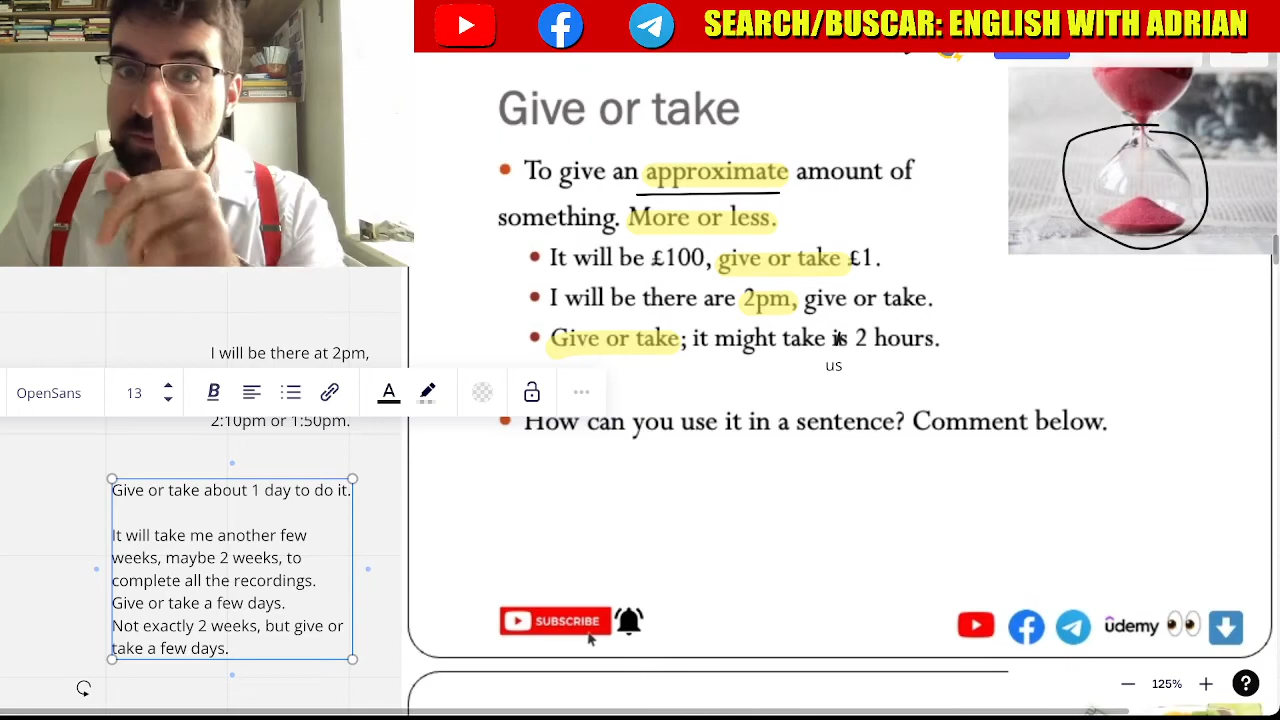 SEARCH/BUSCAR: ENGLISH WITH ADRIAN
Give or take
To give an approximate amount of
something. More or less.
It will be £100, give or take £1.
I will be there are 2pm, give or take.
Give or take; it might take is 2 hours.
us
How can you use it in a sentence? Comment below.
I will be there at 2pm,
OpenSans 13 B A
2:10pm or 1:50pm.
Give or take about 1 day to do it.
It will take me another few
weeks, maybe 2 weeks, to
complete all the recordings.
Give or take a few days.
Not exactly 2 weeks, but give or
take a few days.
SUBSCRIBE
ûdemy
125%
?